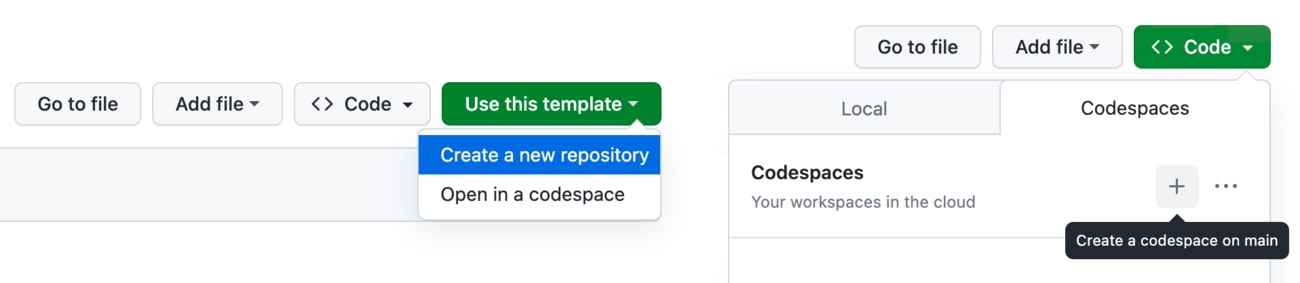 Go to file
Add file
<> Code
Use this template
Create a new repository
Open in a codespace
Go to file
Add file
<> Code
Local
Codespaces
Codespaces
Your workspaces in the cloud
+
...
Create a codespace on main